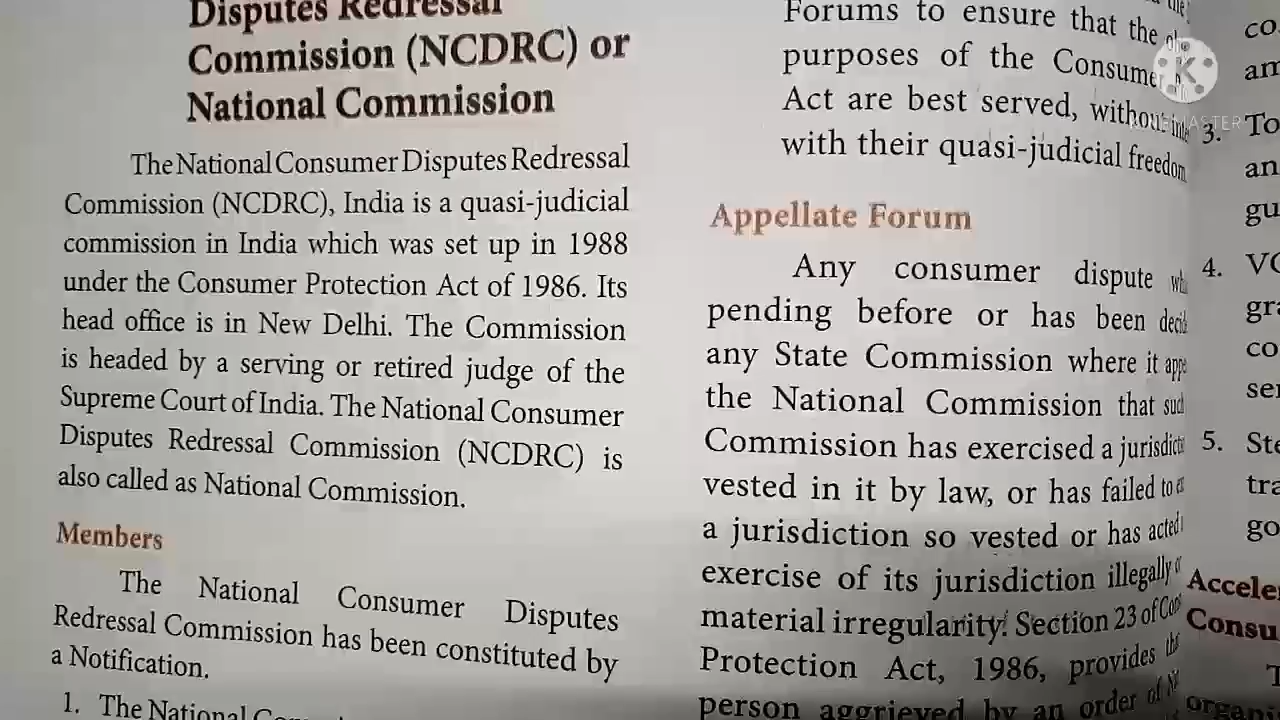 Disputes Redressal
Commission (NCDRC) or
National Commission
The National Consumer Disputes Redressal
Commission (NCDRC), India is a quasi-judicial
commission in India which was set up in 1988
under the Consumer Protection Act of 1986. Its
head office is in New Delhi. The Commission
is headed by a serving or retired judge of the
Supreme Court of India. The National Consumer
Disputes Redressal Commission (NCDRC) is
also called as National Commission.
Members
The National Consumer Disputes
Redressal Commission has been constituted by
a Notification.
1. The National
Forums to ensure that the
purposes of the Consumer
Act are best served, without
with their quasi-judicial freedom
Appellate Forum
Any consumer dispute
pending before or has been
any State Commission where it
the National Commission that such
Commission has exercised a
vested in it by law, or has failed to
a jurisdiction so vested or has acted
exercise of its jurisdiction illegally
material irregularity. Section 23 of
Protection Act, 1986, provides
person aggrieved by an order of
3. To
an
gu
4.
gra
co
5.
tra
go
Consu